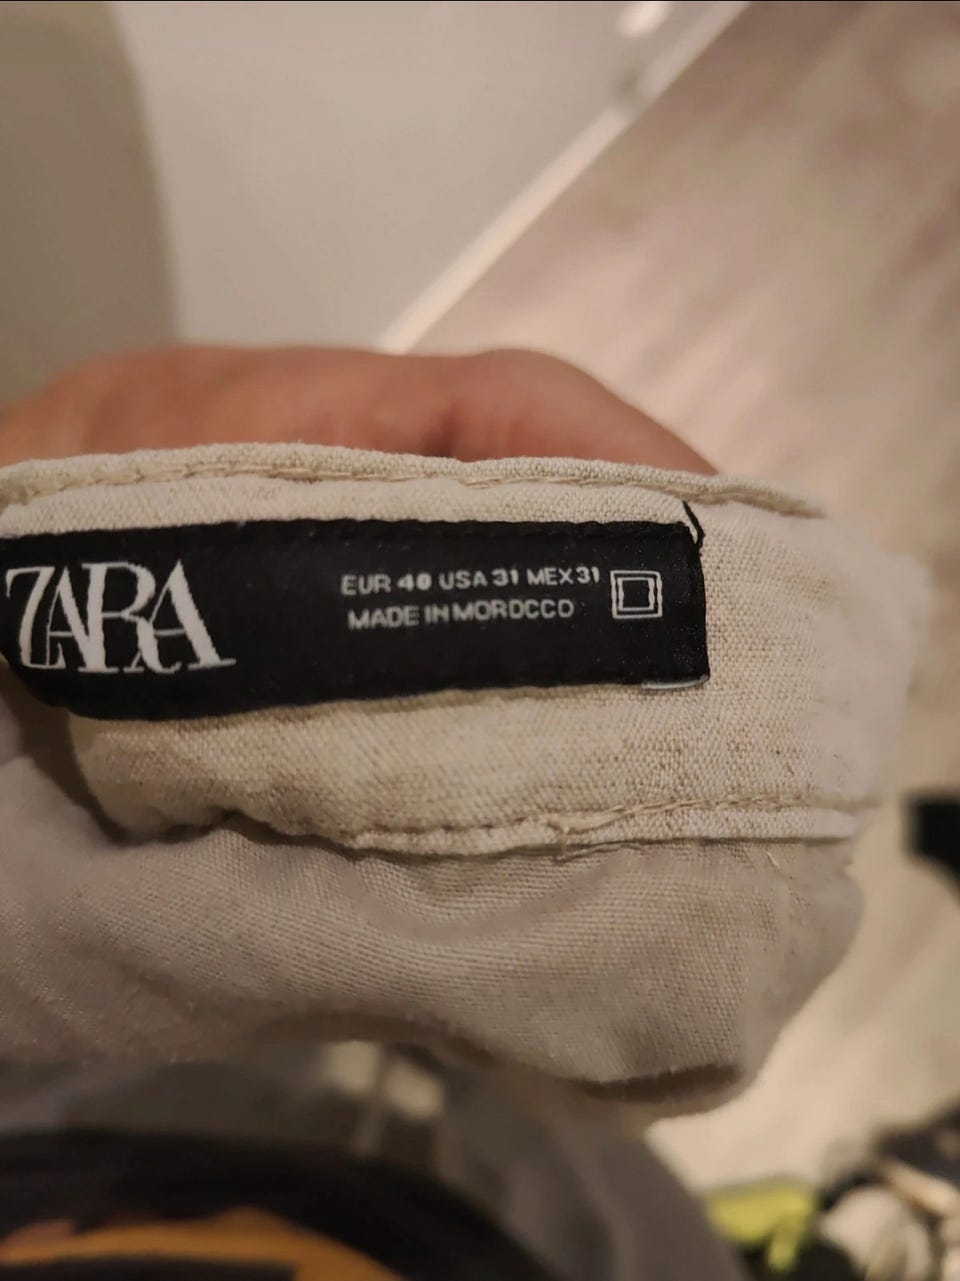 ZARA
EUR 40 USA 31 MEX 31
MADE IN MOROCCO